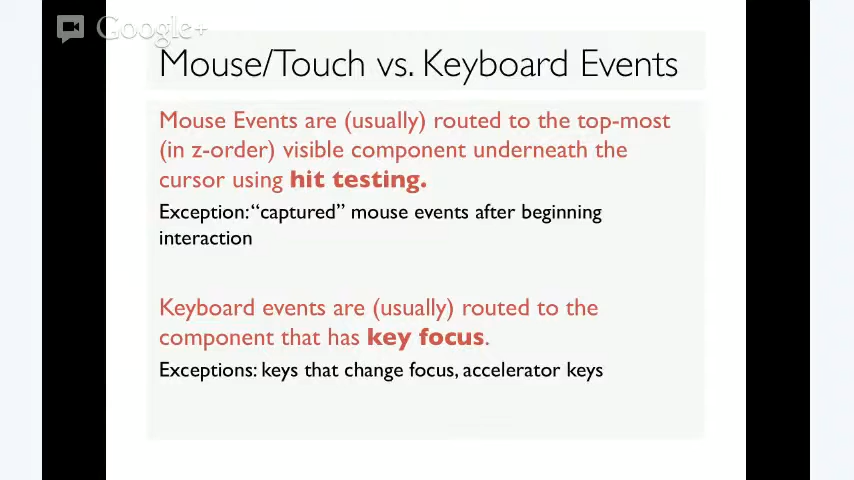 Google+
Mouse/Touch vs. Keyboard Events
Mouse Events are (usually) routed to the top-most
(in z-order) visible component underneath the
cursor using hit testing.
Exception: “captured” mouse events after beginning
interaction
Keyboard events are (usually) routed to the
component that has key focus.
Exceptions: keys that change focus, accelerator keys